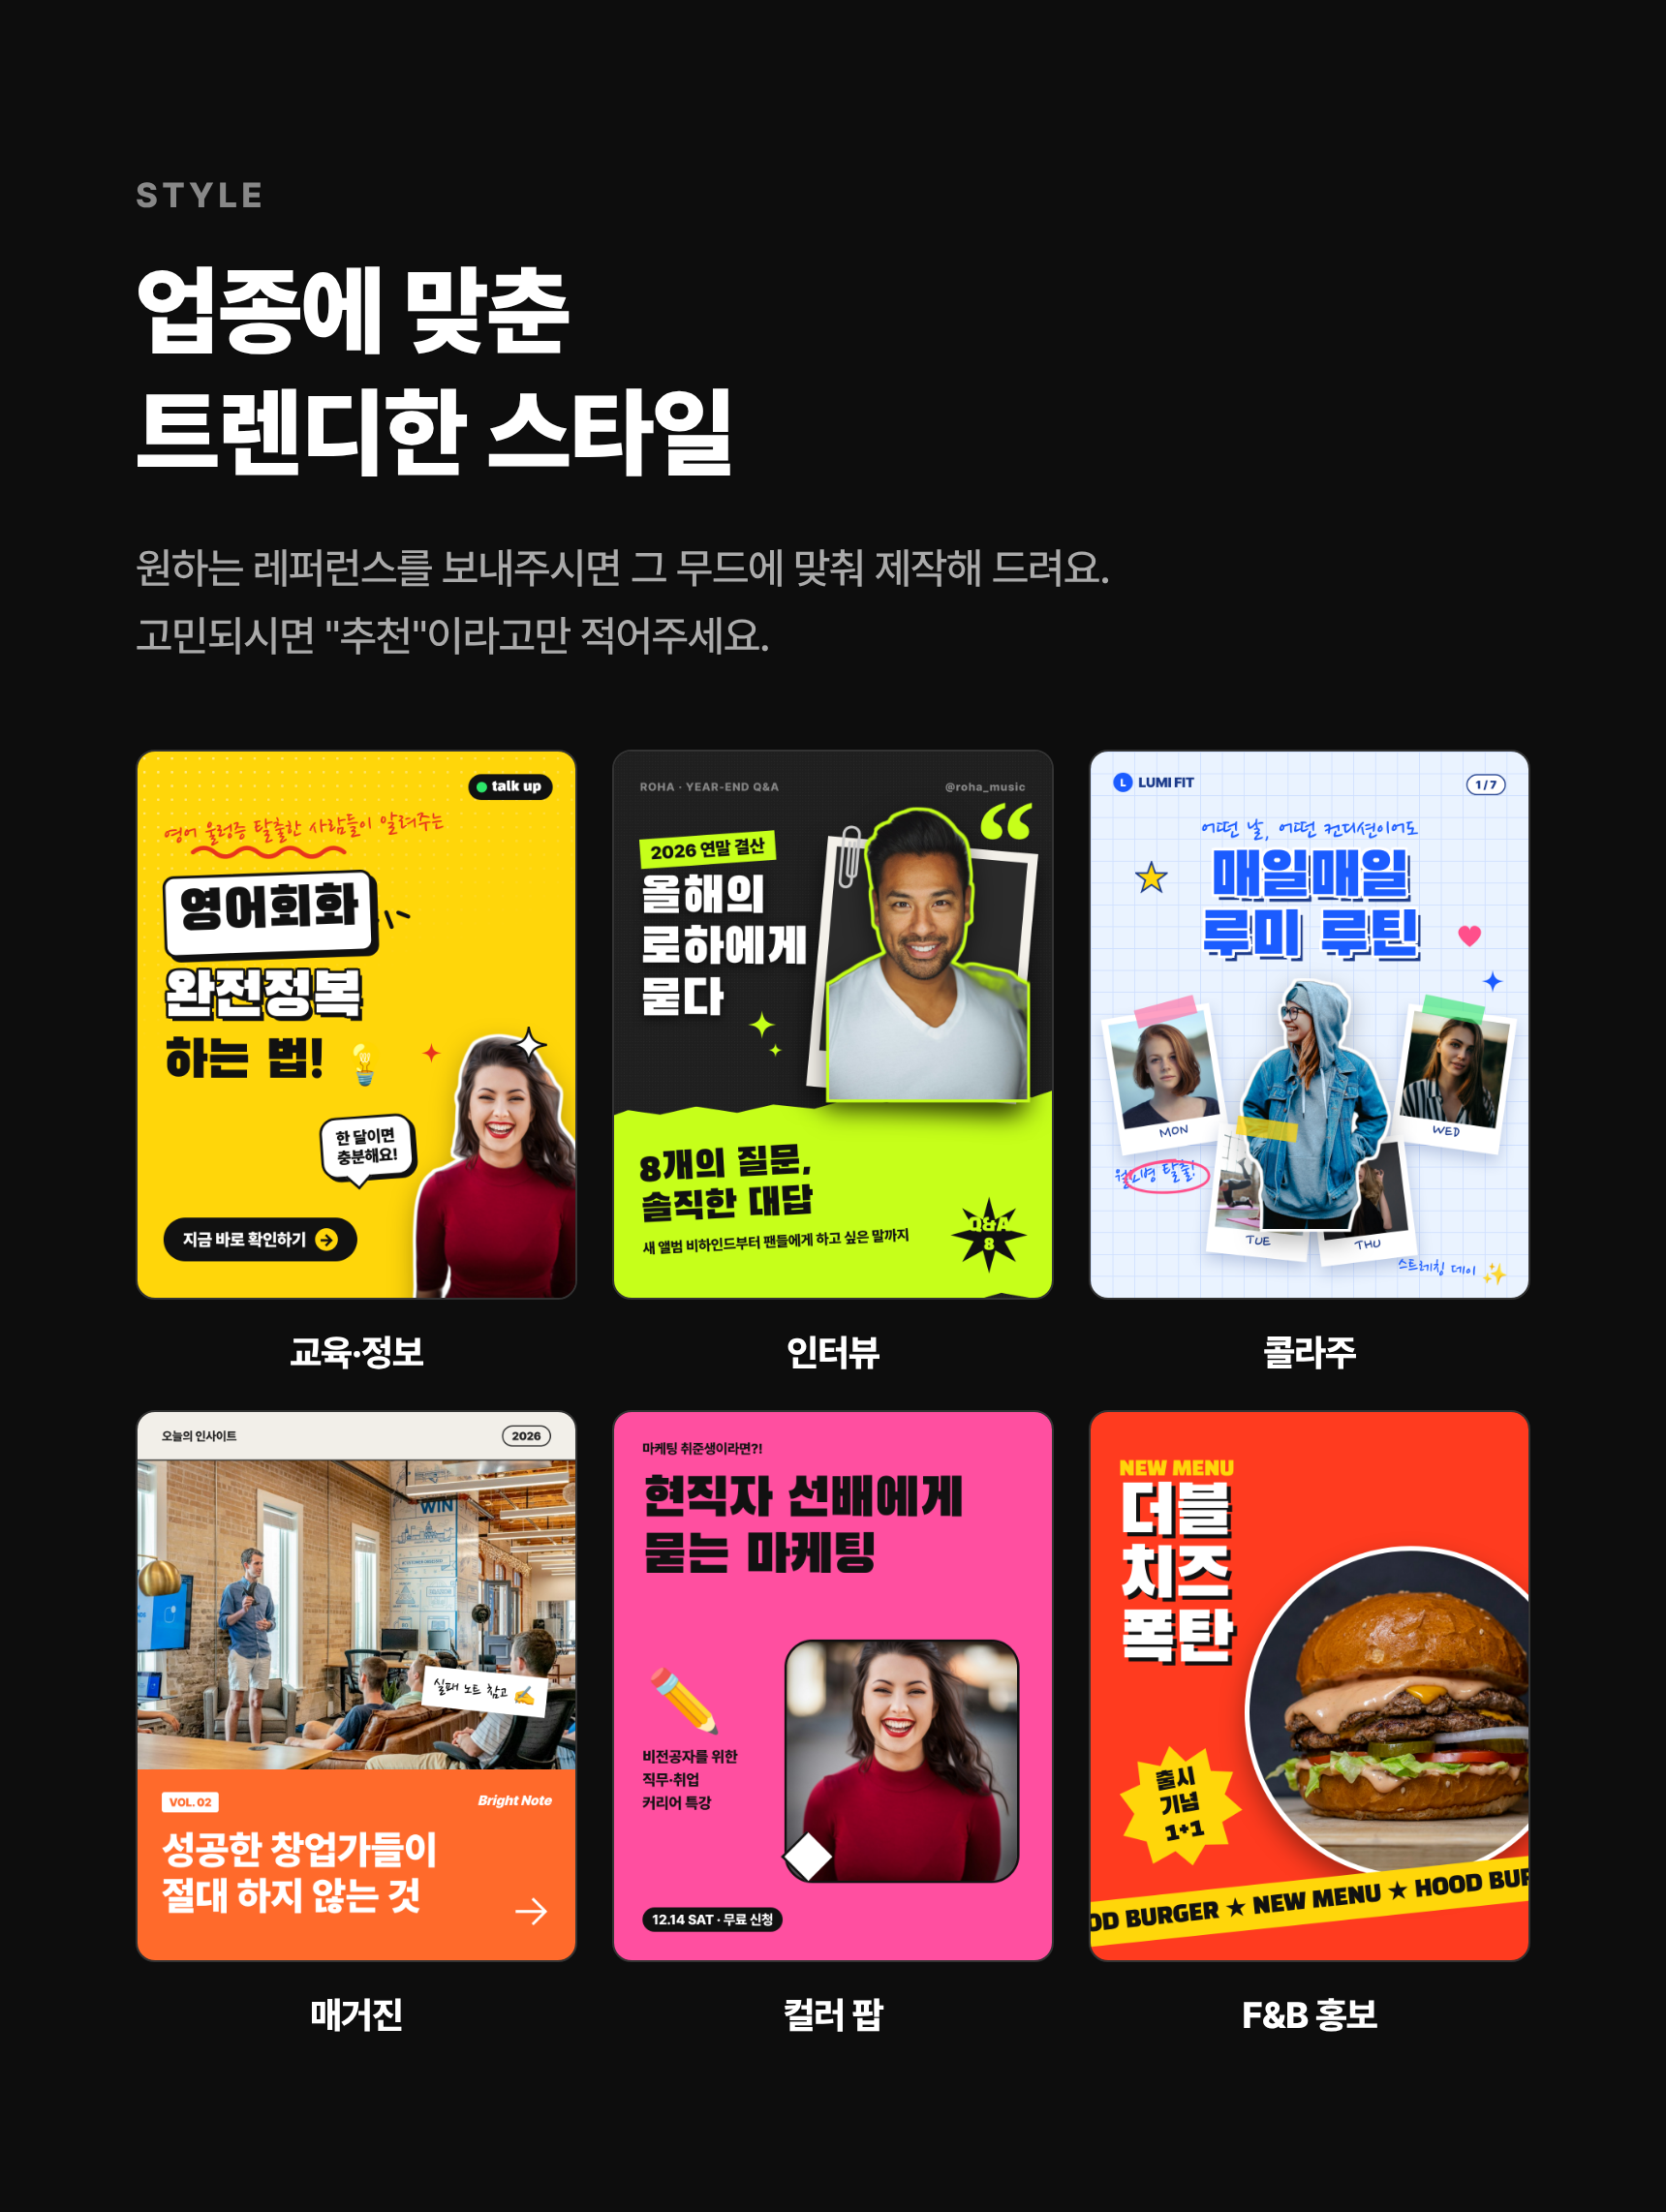 STYLE
업종에 맞춘
트렌디한 스타일
원하는 레퍼런스를 보내주시면 그 무드에 맞춰 제작해 드려요.
고민되시면 "추천"이라고만 적어주세요.
talk up
영어 울렁증 탈출한 사람들이 알려주는
영어회화
완전정복
하는 법!
한 달이면
충분해요!
지금 바로 확인하기
교육·정보
ROHA · YEAR-END Q&A
@roha_music
2026 연말 결산
올해의
로하에게
묻다
8개의 질문,
솔직한 대답
새 앨범 비하인드부터 팬들에게 하고 싶은 말까지
Q&A
8
인터뷰
L LUMI FIT
1/7
어떤 날, 어떤 컨디션이어도
매일매일
루미 루틴
MON
WED
월요병 탈출!
TUE
THU
스트레칭 데이
콜라주
오늘의 인사이트
2026
WIN
실패 노트 참고
VOL. 02
Bright Note
성공한 창업가들이
절대 하지 않는 것
매거진
마케팅 취준생이라면?!
현직자 선배에게
묻는 마케팅
비전공자를 위한
직무·취업
커리어 특강
12.14 SAT · 무료 신청
컬러 팝
NEW MENU
더블
치즈
폭탄
출시
기념
1+1
OD BURGER ★ NEW MENU ★ HOOD BUR
F&B 홍보